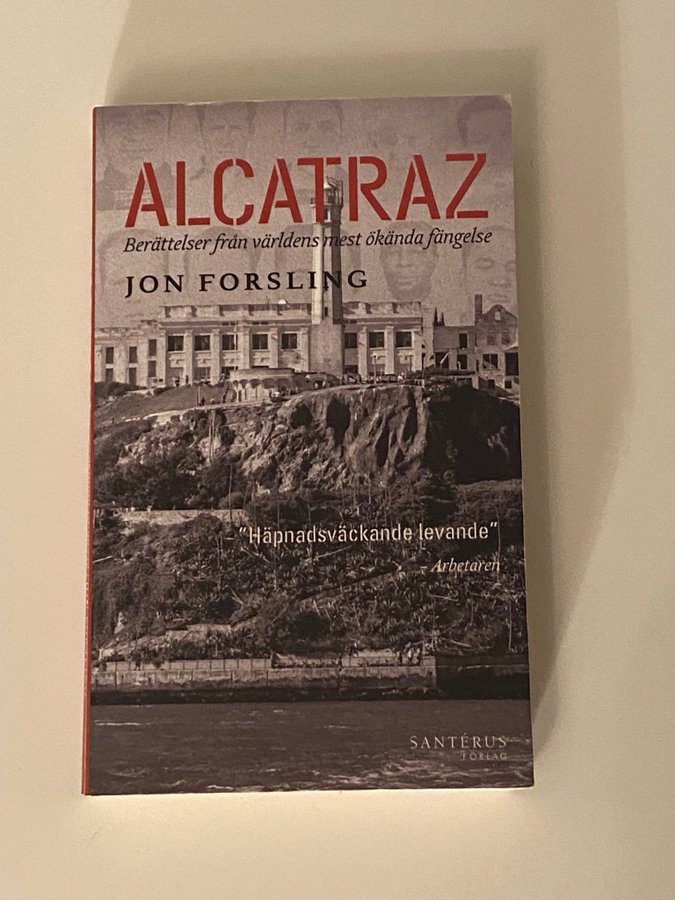 ALCATRAZ
Berättelser från världens mest ökända fängelse
JON FORSLING
"Häpnadsväckande levande"
– Arbetaren
SANTÉRUS
FÖRLAG